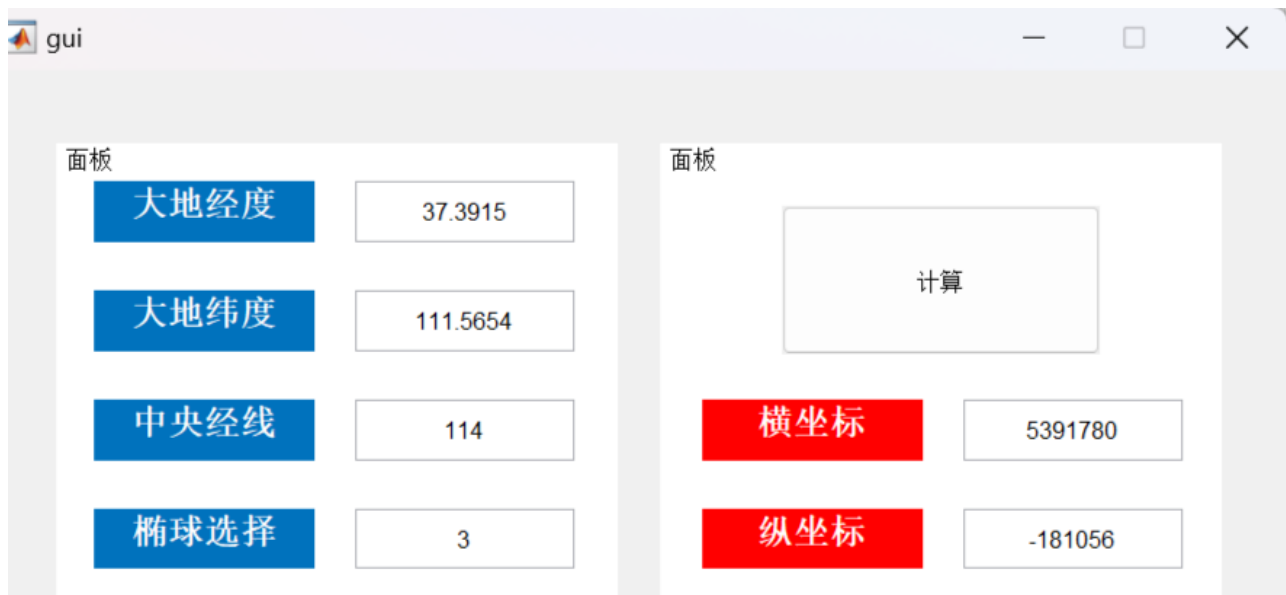 gui
面板
大地经度 37.3915
大地纬度 111.5654
中央经线 114
椭球选择 3
面板
计算
横坐标 5391780
纵坐标 -181056